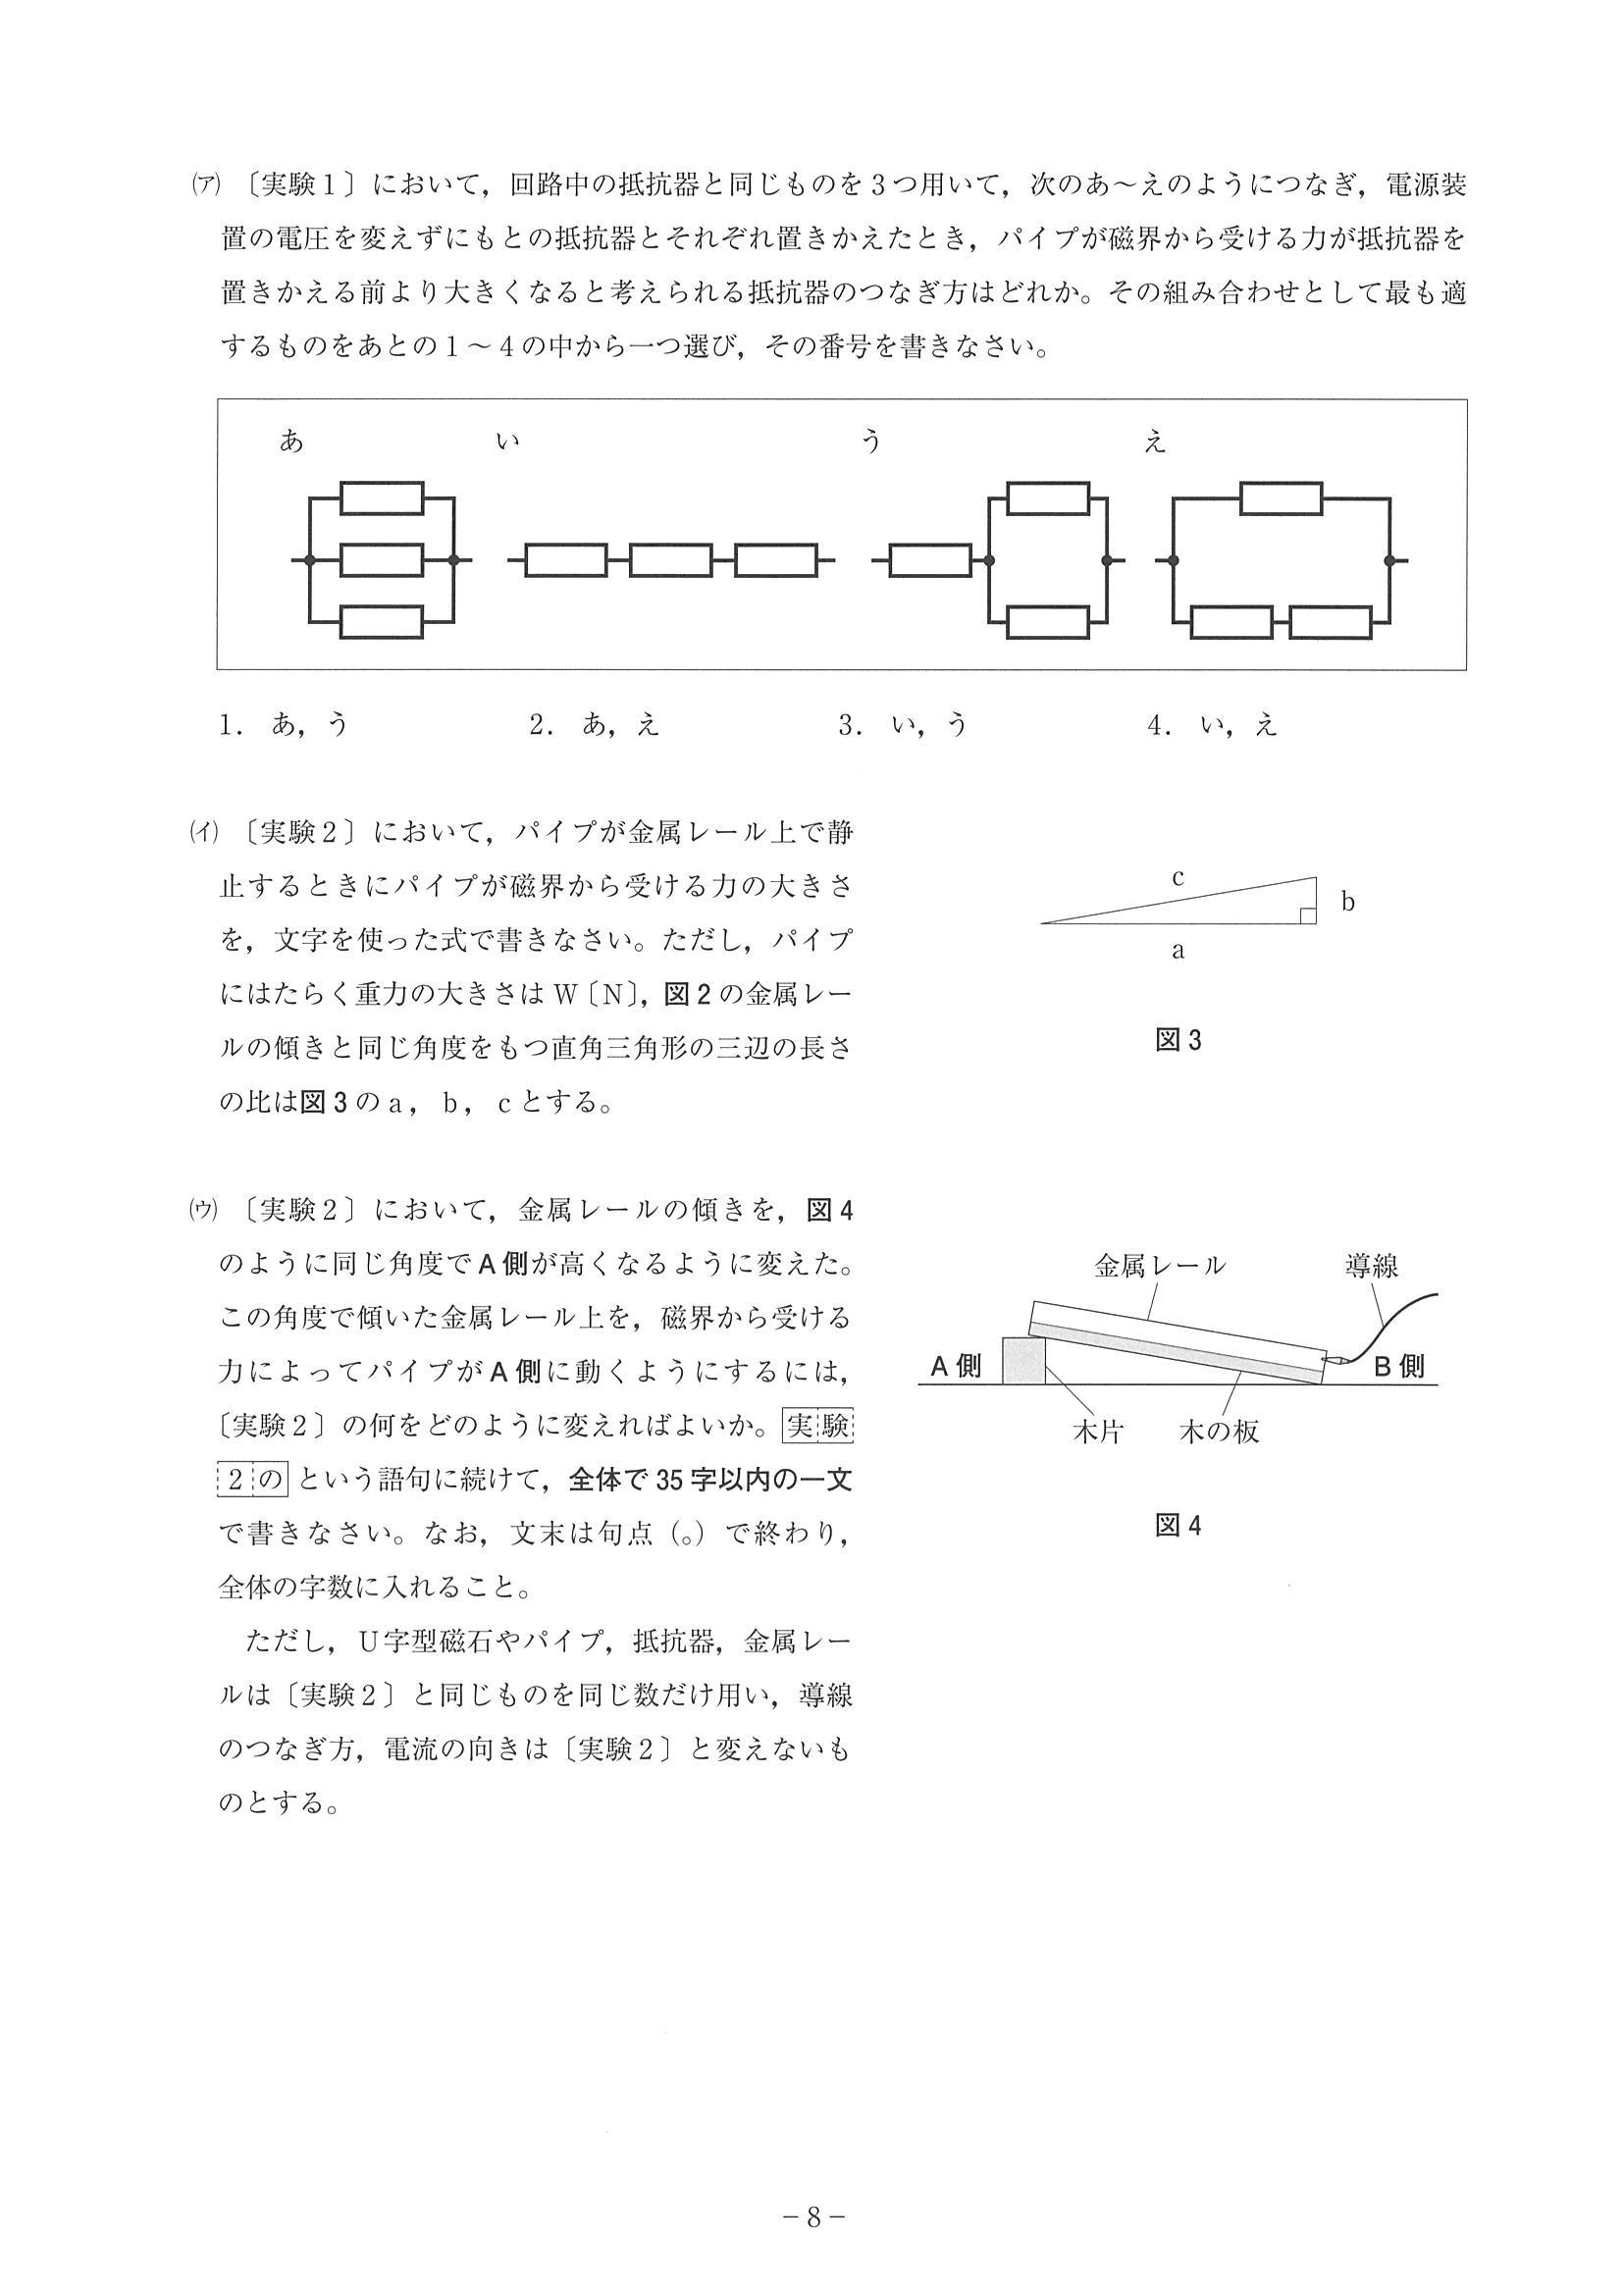 ㋐ 〔実験１〕において，回路中の抵抗器と同じものを３つ用いて，次のあ～えのようにつなぎ，電源装
置の電圧を変えずにもとの抵抗器とそれぞれ置きかえたとき，パイプが磁界から受ける力が抵抗器を
置きかえる前より大きくなると考えられる抵抗器のつなぎ方はどれか。その組み合わせとして最も適
するものをあとの１～４の中から一つ選び，その番号を書きなさい。
あ　い　う　え
1．あ，う　2．あ，え　3．い，う　4．い，え
(イ) 〔実験２〕において，パイプが金属レール上で静
止するときにパイプが磁界から受ける力の大きさ
を，文字を使った式で書きなさい。ただし，パイプ
にはたらく重力の大きさはＷ〔Ｎ〕，図２の金属レー
ルの傾きと同じ角度をもつ直角三角形の三辺の長さ
の比は図３のａ，ｂ，ｃとする。
c
b
a
図３
(ウ) 〔実験２〕において，金属レールの傾きを，図４
のように同じ角度でＡ側が高くなるように変えた。
この角度で傾いた金属レール上を，磁界から受ける
力によってパイプがＡ側に動くようにするには，
〔実験２〕の何をどのように変えればよいか。実験
２の という語句に続けて，全体で35字以内の一文
で書きなさい。なお，文末は句点（。）で終わり，
全体の字数に入れること。
ただし，Ｕ字型磁石やパイプ，抵抗器，金属レー
ルは〔実験２〕と同じものを同じ数だけ用い，導線
のつなぎ方，電流の向きは〔実験２〕と変えないも
のとする。
金属レール　導線
Ａ側　Ｂ側
木片　木の板
図４
－8－